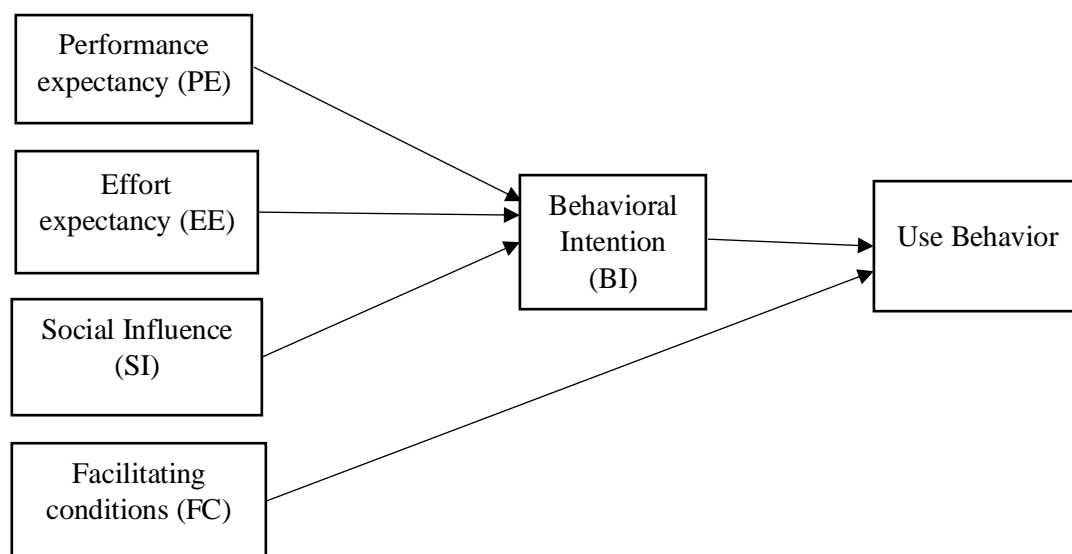 Performance
expectancy (PE)
Effort
expectancy (EE)
Social Influence
(SI)
Facilitating
conditions (FC)
Behavioral
Intention
(BI)
Use Behavior